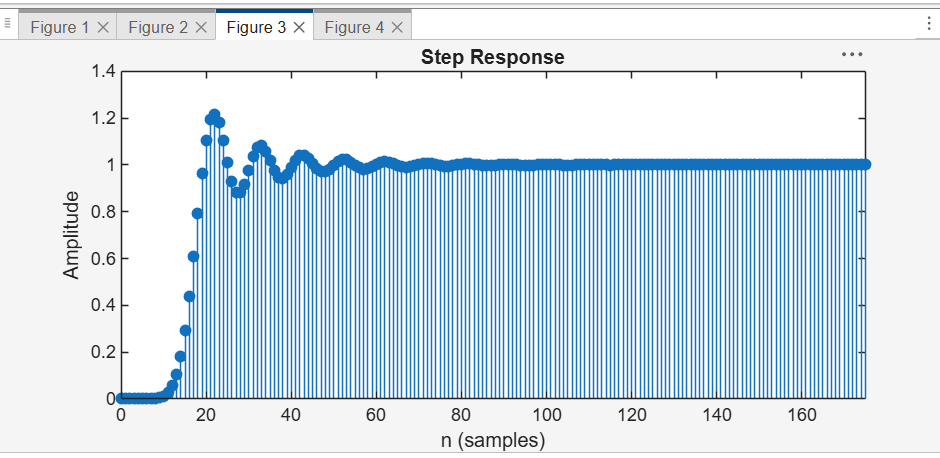 Figure 1 × Figure 2 × Figure 3 × Figure 4 ×
Step Response
1.4
1.2
1
0.8
0.6
0.4
0.2
0
Amplitude
0 20 40 60 80 100 120 140 160
n (samples)